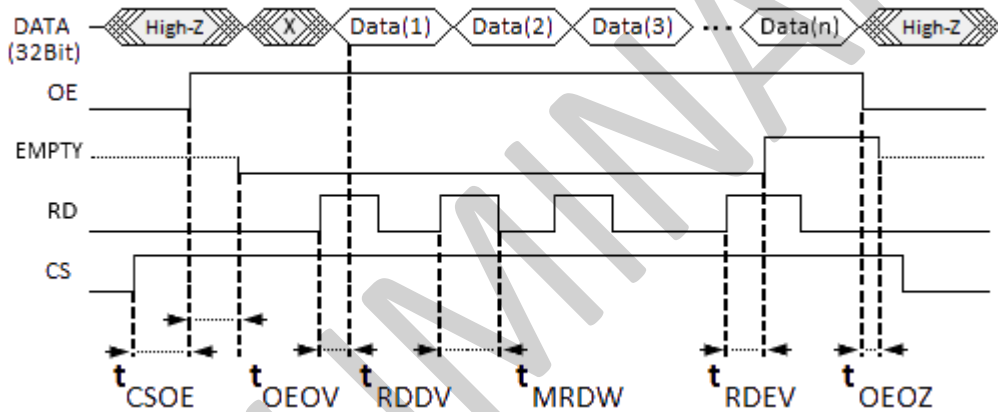 DATA High-Z X Data(1) Data(2) Data(3) ... Data(n) High-Z
(32Bit)
OE
EMPTY
RD
CS
tCSOE tOEOV tRDDV tMRDW tRDEV tOEOZ